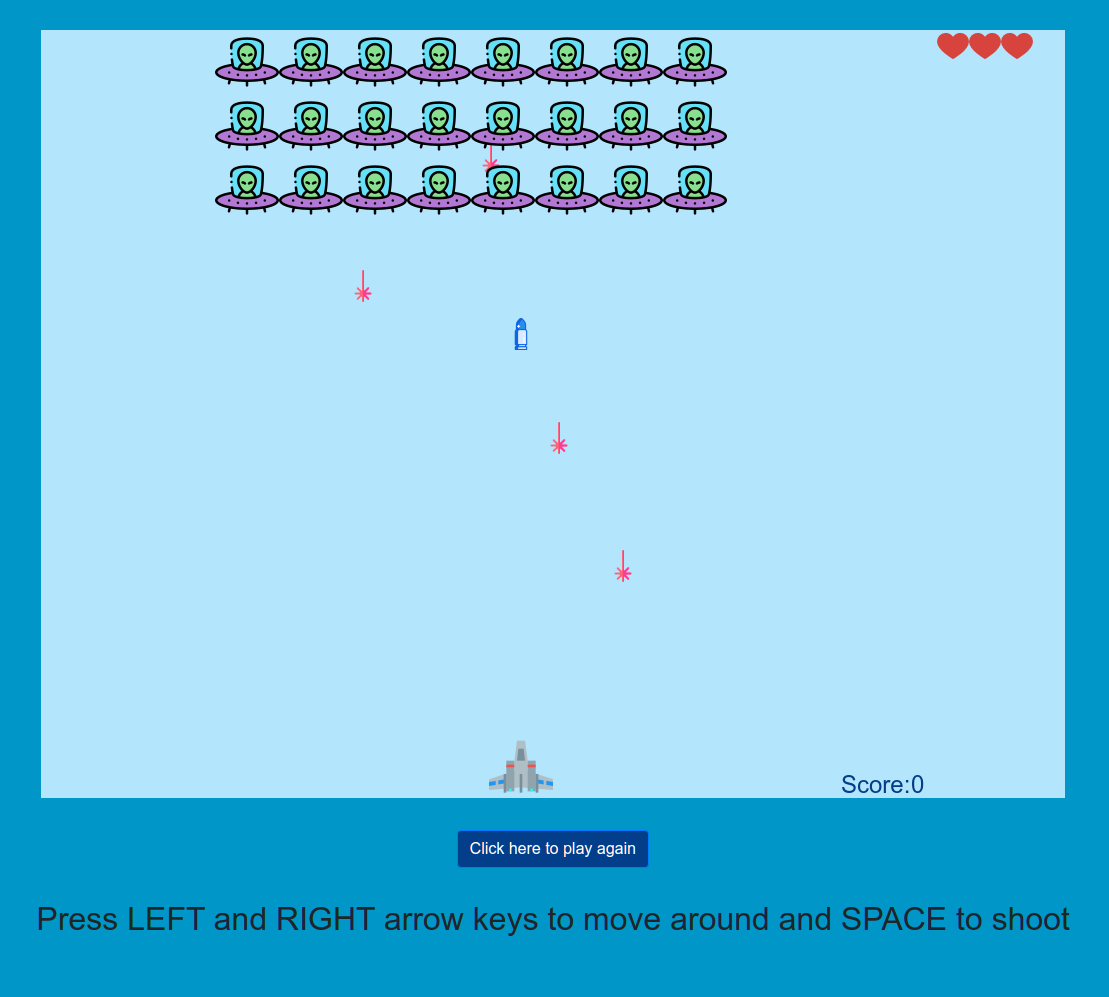 Score:0
Click here to play again
Press LEFT and RIGHT arrow keys to move around and SPACE to shoot